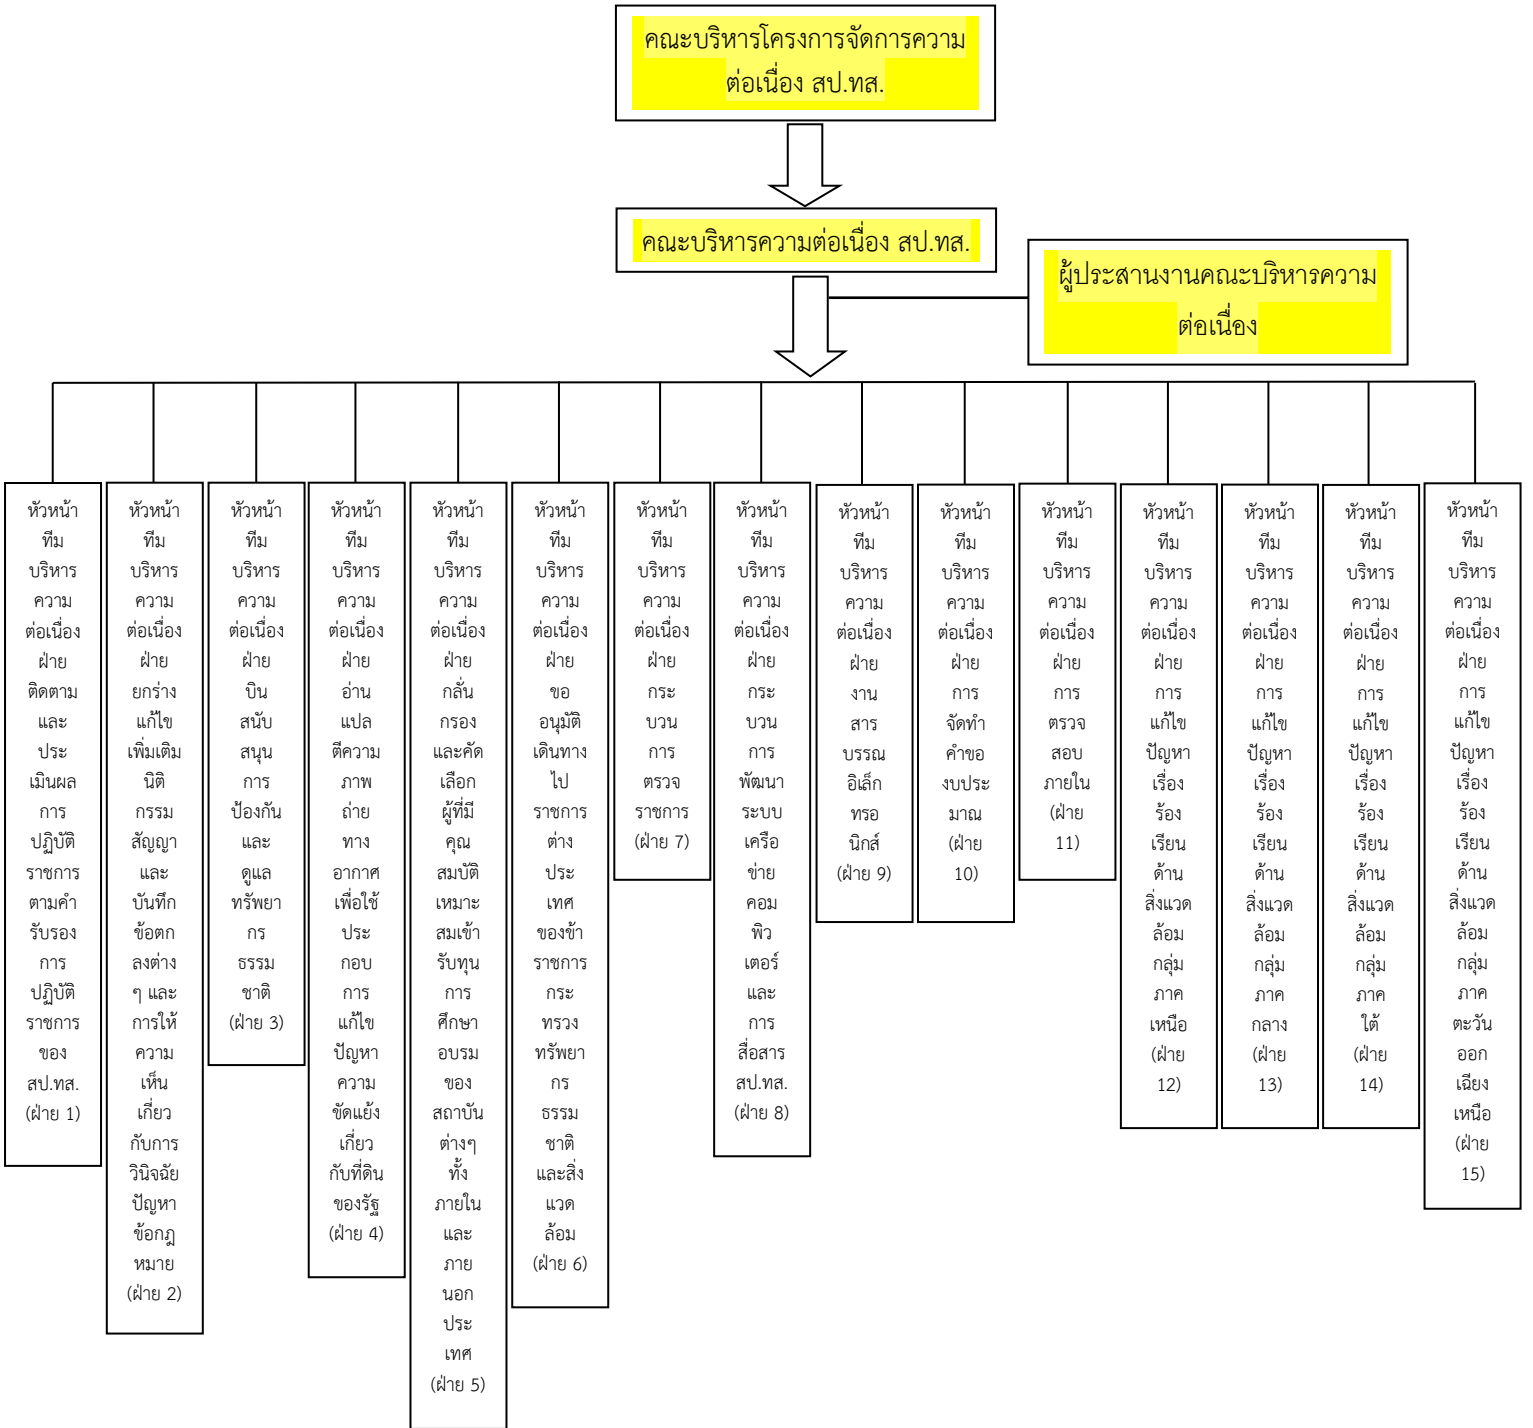 คณะบริหารโครงการจัดการความ
ต่อเนื่อง สป.ทส.
คณะบริหารความต่อเนื่อง สป.ทส.
ผู้ประสานงานคณะบริหารความ
ต่อเนื่อง
หัวหน้า
ทีม
บริหาร
ความ
ต่อเนื่อง
ฝ่าย
ติดตาม
และ
ประ
เมินผล
การ
ปฏิบัติ
ราชการ
ตามคำ
รับรอง
การ
ปฏิบัติ
ราชการ
ของ
สป.ทส.
(ฝ่าย 1)
หัวหน้า
ทีม
บริหาร
ความ
ต่อเนื่อง
ฝ่าย
ยกร่าง
แก้ไข
เพิ่มเติม
นิติ
กรรม
สัญญา
และ
บันทึก
ข้อตก
ลงต่าง
ๆ และ
การให้
ความ
เห็น
เกี่ยว
กับการ
วินิจฉัย
ปัญหา
ข้อกฎ
หมาย
(ฝ่าย 2)
หัวหน้า
ทีม
บริหาร
ความ
ต่อเนื่อง
ฝ่าย
บิน
สนับ
สนุน
การ
ป้องกัน
และ
ดูแล
ทรัพยา
กร
ธรรม
ชาติ
(ฝ่าย 3)
หัวหน้า
ทีม
บริหาร
ความ
ต่อเนื่อง
ฝ่าย
อ่าน
แปล
ตีความ
ภาพ
ถ่าย
ทาง
อากาศ
เพื่อใช้
ประ
กอบ
การ
แก้ไข
ปัญหา
ความ
ขัดแย้ง
เกี่ยว
กับที่ดิน
ของรัฐ
(ฝ่าย 4)
หัวหน้า
ทีม
บริหาร
ความ
ต่อเนื่อง
ฝ่าย
กลั่น
กรอง
และคัด
เลือก
ผู้ที่มี
คุณ
สมบัติ
เหมาะ
สมเข้า
รับทุน
การ
ศึกษา
อบรม
ของ
สถาบัน
ต่างๆ
ทั้ง
ภายใน
และ
ภาย
นอก
ประ
เทศ
(ฝ่าย 5)
หัวหน้า
ทีม
บริหาร
ความ
ต่อเนื่อง
ฝ่าย
ขอ
อนุมัติ
เดินทาง
ไป
ราชการ
ต่าง
ประ
เทศ
ของข้า
ราชการ
กระ
ทรวง
ทรัพยา
กร
ธรรม
ชาติ
และสิ่ง
แวด
ล้อม
(ฝ่าย 6)
หัวหน้า
ทีม
บริหาร
ความ
ต่อเนื่อง
ฝ่าย
กระ
บวน
การ
ตรวจ
ราชการ
(ฝ่าย 7)
หัวหน้า
ทีม
บริหาร
ความ
ต่อเนื่อง
ฝ่าย
กระ
บวน
การ
พัฒนา
ระบบ
เครือ
ข่าย
คอม
พิว
เตอร์
และ
การ
สื่อสาร
สป.ทส.
(ฝ่าย 8)
หัวหน้า
ทีม
บริหาร
ความ
ต่อเนื่อง
ฝ่าย
งาน
สาร
บรรณ
อิเล็ก
ทรอ
นิกส์
(ฝ่าย 9)
หัวหน้า
ทีม
บริหาร
ความ
ต่อเนื่อง
ฝ่าย
การ
จัดทำ
คำขอ
งบประ
มาณ
(ฝ่าย
10)
หัวหน้า
ทีม
บริหาร
ความ
ต่อเนื่อง
ฝ่าย
การ
ตรวจ
สอบ
ภายใน
(ฝ่าย
11)
หัวหน้า
ทีม
บริหาร
ความ
ต่อเนื่อง
ฝ่าย
การ
แก้ไข
ปัญหา
เรื่อง
ร้อง
เรียน
ด้าน
สิ่งแวด
ล้อม
กลุ่ม
ภาค
เหนือ
(ฝ่าย
12)
หัวหน้า
ทีม
บริหาร
ความ
ต่อเนื่อง
ฝ่าย
การ
แก้ไข
ปัญหา
เรื่อง
ร้อง
เรียน
ด้าน
สิ่งแวด
ล้อม
กลุ่ม
ภาค
กลาง
(ฝ่าย
13)
หัวหน้า
ทีม
บริหาร
ความ
ต่อเนื่อง
ฝ่าย
การ
แก้ไข
ปัญหา
เรื่อง
ร้อง
เรียน
ด้าน
สิ่งแวด
ล้อม
กลุ่ม
ภาค
ใต้
(ฝ่าย
14)
หัวหน้า
ทีม
บริหาร
ความ
ต่อเนื่อง
ฝ่าย
การ
แก้ไข
ปัญหา
เรื่อง
ร้อง
เรียน
ด้าน
สิ่งแวด
ล้อม
กลุ่ม
ภาค
ตะวัน
ออก
เฉียง
เหนือ
(ฝ่าย
15)